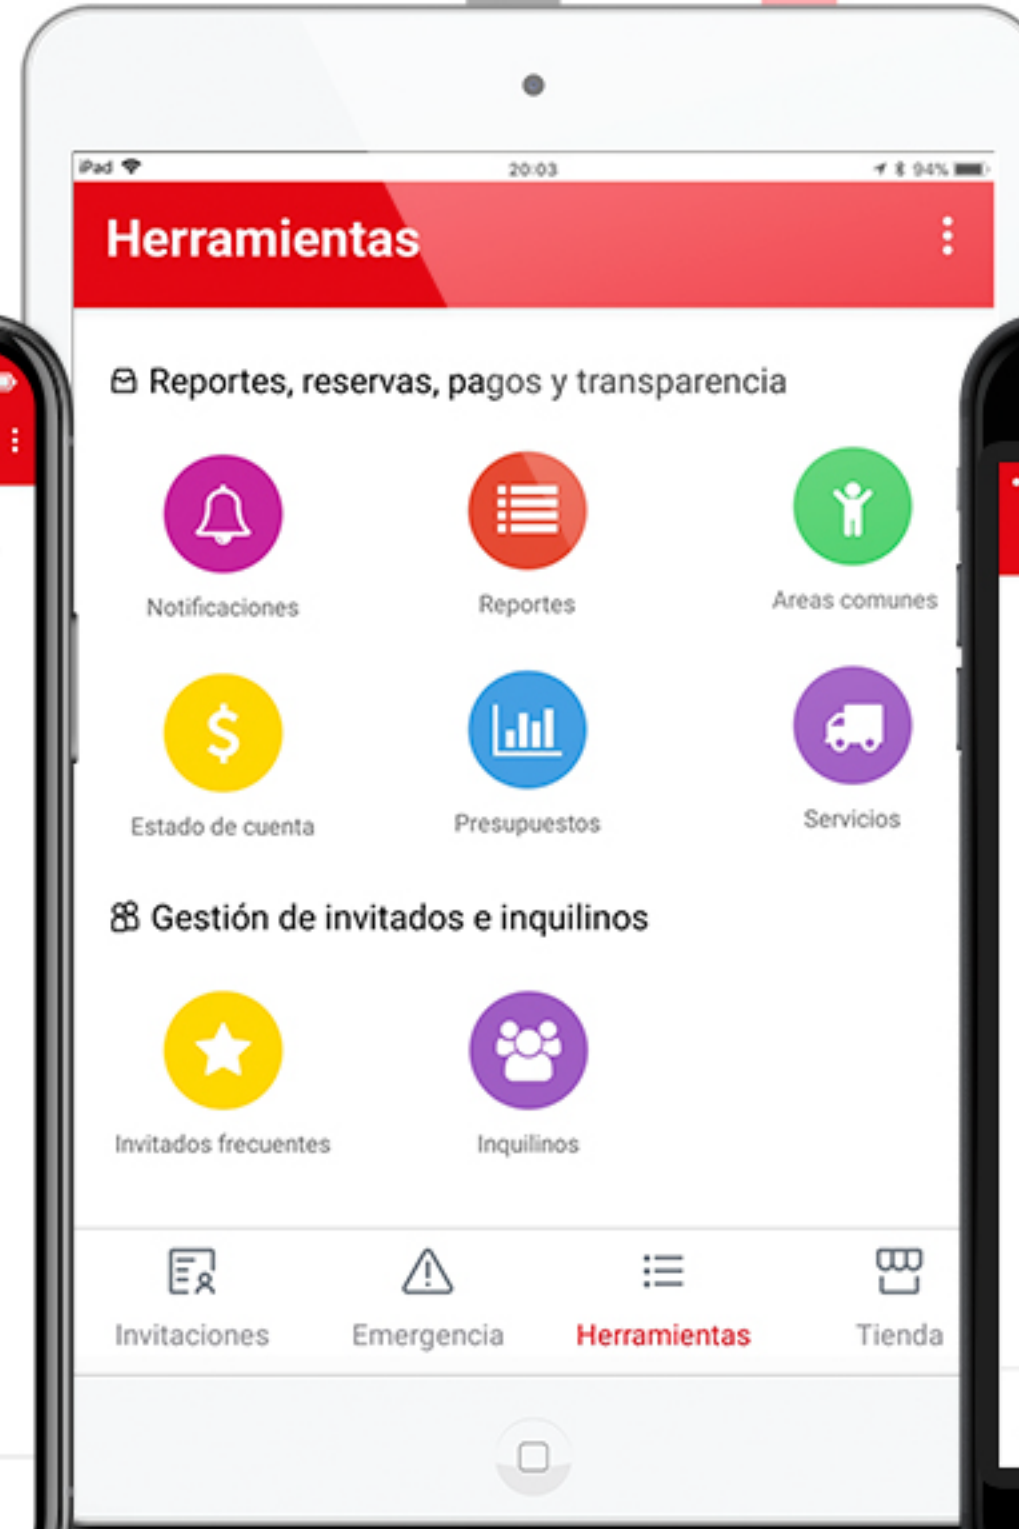 iPad 20:03 94%
Herramientas
Reportes, reservas, pagos y transparencia
Notificaciones Reportes Areas comunes
Estado de cuenta Presupuestos Servicios
Gestión de invitados e inquilinos
Invitados frecuentes Inquilinos
Invitaciones Emergencia Herramientas Tienda